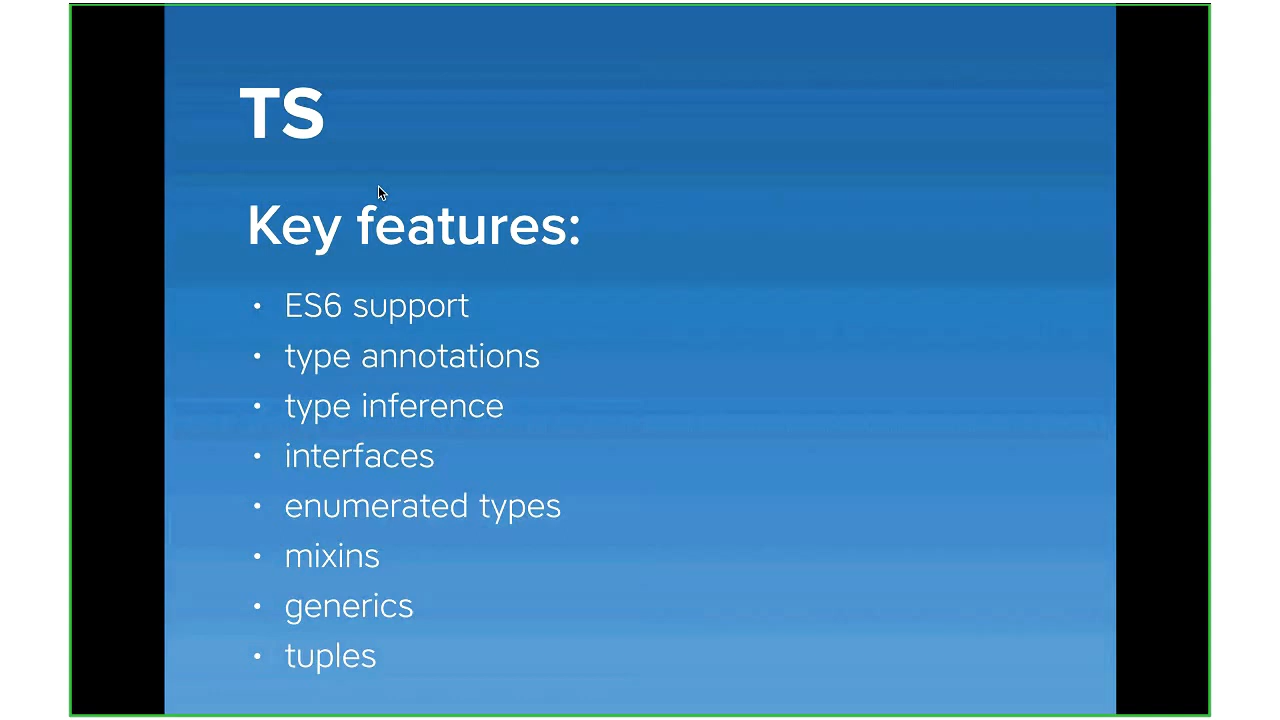 TS
Key features:
• ES6 support
• type annotations
• type inference
• interfaces
• enumerated types
• mixins
• generics
• tuples